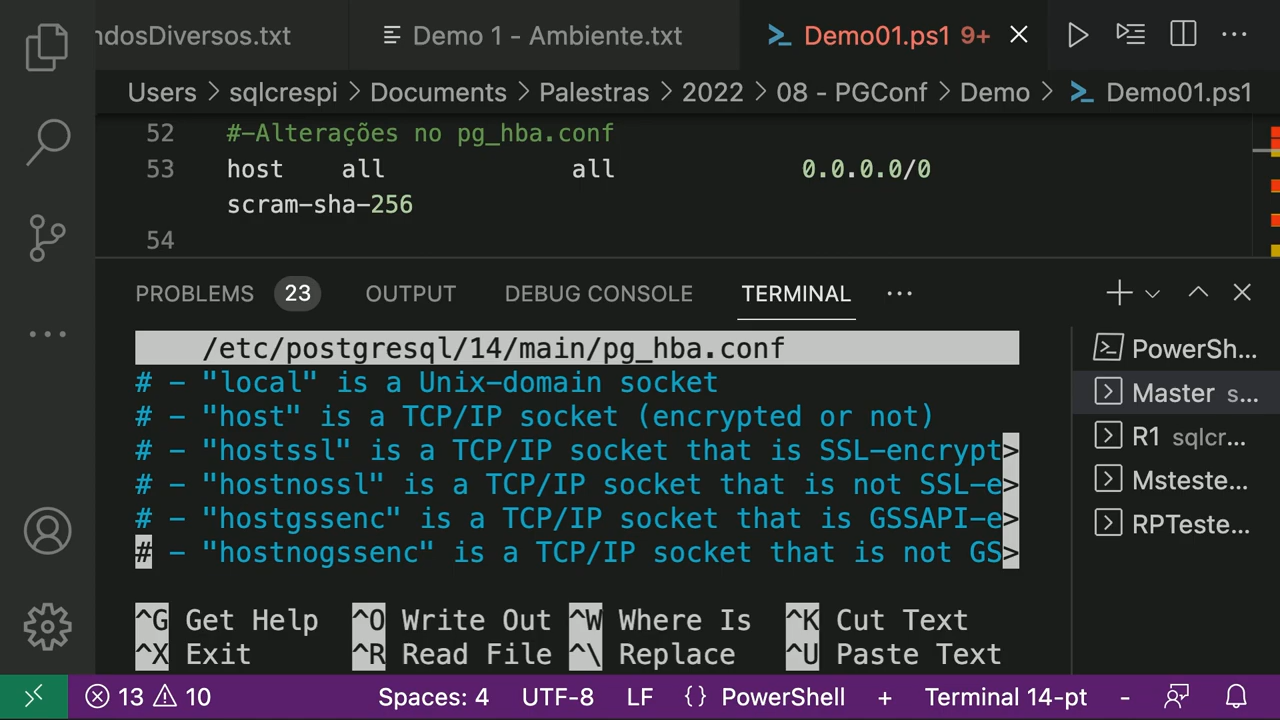 ndosDiversos.txt
Demo 1 - Ambiente.txt
Demo01.ps1 9+
Users > sqlcrespi > Documents > Palestras > 2022 > 08 - PGConf > Demo > Demo01.ps1
52 #-Alterações no pg_hba.conf
53 host all all 0.0.0.0/0
scram-sha-256
54
PROBLEMS 23 OUTPUT DEBUG CONSOLE TERMINAL
/etc/postgresql/14/main/pg_hba.conf
# - "local" is a Unix-domain socket
# - "host" is a TCP/IP socket (encrypted or not)
# - "hostssl" is a TCP/IP socket that is SSL-encrypt>
# - "hostnossl" is a TCP/IP socket that is not SSL-e>
# - "hostgssenc" is a TCP/IP socket that is GSSAPI-e>
# - "hostnogssenc" is a TCP/IP socket that is not GS>
^G Get Help ^O Write Out ^W Where Is ^K Cut Text
^X Exit ^R Read File ^\ Replace ^U Paste Text
PowerSh...
Master s...
R1 sqlcr...
Msteste...
RPTeste...
13 10 Spaces: 4 UTF-8 LF {} PowerShell + Terminal 14-pt -